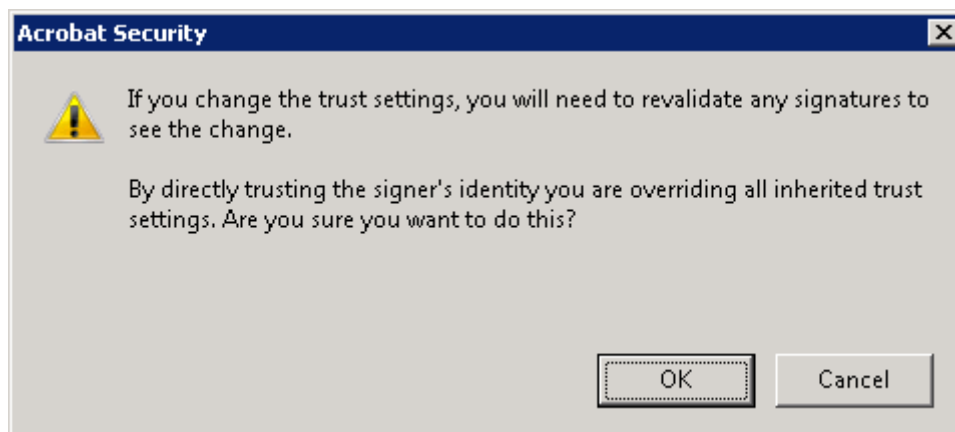 Acrobat Security
If you change the trust settings, you will need to revalidate any signatures to
see the change.
By directly trusting the signer's identity you are overriding all inherited trust
settings. Are you sure you want to do this?
OK
Cancel